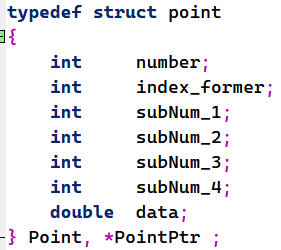 typedef struct point
{
int number;
int index_former;
int subNum_1;
int subNum_2;
int subNum_3;
int subNum_4;
double data;
} Point, *PointPtr ;